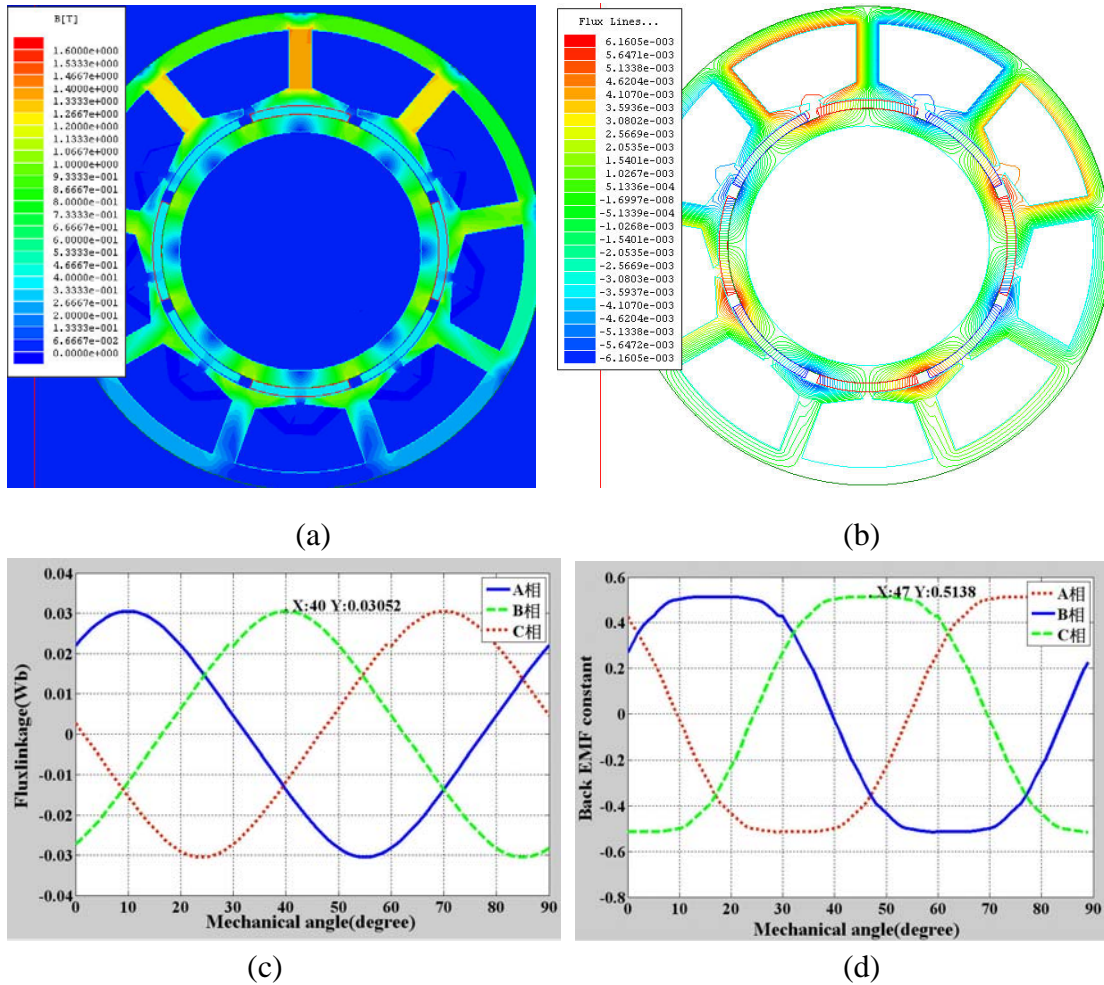 B[T]
1.6000e+000
1.5333e+000
1.4667e+000
1.4000e+000
1.3333e+000
1.2667e+000
1.2000e+000
1.1333e+000
1.0667e+000
1.0000e+000
9.3333e-001
8.6667e-001
8.0000e-001
7.3333e-001
6.6667e-001
6.0000e-001
5.3333e-001
4.6667e-001
4.0000e-001
3.3333e-001
2.6667e-001
2.0000e-001
1.3333e-001
6.6667e-002
0.0000e+000
Flux Lines...
6.1605e-003
5.6471e-003
5.1338e-003
4.6204e-003
4.1070e-003
3.5936e-003
3.0802e-003
2.5669e-003
2.0535e-003
1.5401e-003
1.0267e-003
5.1336e-004
-1.6997e-008
-5.1339e-004
-1.0268e-003
-1.5401e-003
-2.0535e-003
-2.5669e-003
-3.0803e-003
-3.5937e-003
-4.1070e-003
-4.6204e-003
-5.1338e-003
-5.6472e-003
-6.1605e-003
(a)
(b)
Fluxlinkage(Wb)
0.04
0.03
0.02
0.01
0
-0.01
-0.02
-0.03
-0.04
X:40 Y:0.03052
A相
B相
C相
0 10 20 30 40 50 60 70 80 90
Mechanical angle(degree)
(c)
Back EMF constant
0.6
0.4
0.2
0
-0.2
-0.4
-0.6
-0.8
X:47 Y:0.5138
A相
B相
C相
0 10 20 30 40 50 60 70 80 90
Mechanical angle(degree)
(d)